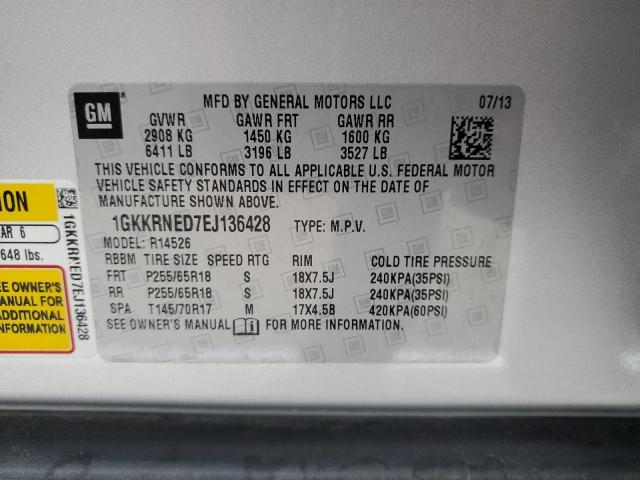 GM
MFD BY GENERAL MOTORS LLC 07/13
GVWR GAWR FRT GAWR RR
2908 KG 1450 KG 1600 KG
6411 LB 3196 LB 3527 LB
THIS VEHICLE CONFORMS TO ALL APPLICABLE U.S. FEDERAL MOTOR
VEHICLE SAFETY STANDARDS IN EFFECT ON THE DATE OF
MANUFACTURE SHOWN ABOVE.
1GKKRNED7EJ136428 TYPE: M.P.V.
MODEL: R14526
RBBM TIRE SIZE SPEED RTG RIM COLD TIRE PRESSURE
FRT P255/65R18 S 18X7.5J 240KPA(35PSI)
RR P255/65R18 S 18X7.5J 240KPA(35PSI)
SPA T145/70R17 M 17X4.5B 420KPA(60PSI)
SEE OWNER'S MANUAL FOR MORE INFORMATION.
1GKKRNED7EJ136428
ION
AR 6
648 lbs.
EE OWNER'S
MANUAL FOR
ADDITIONAL
INFORMATION